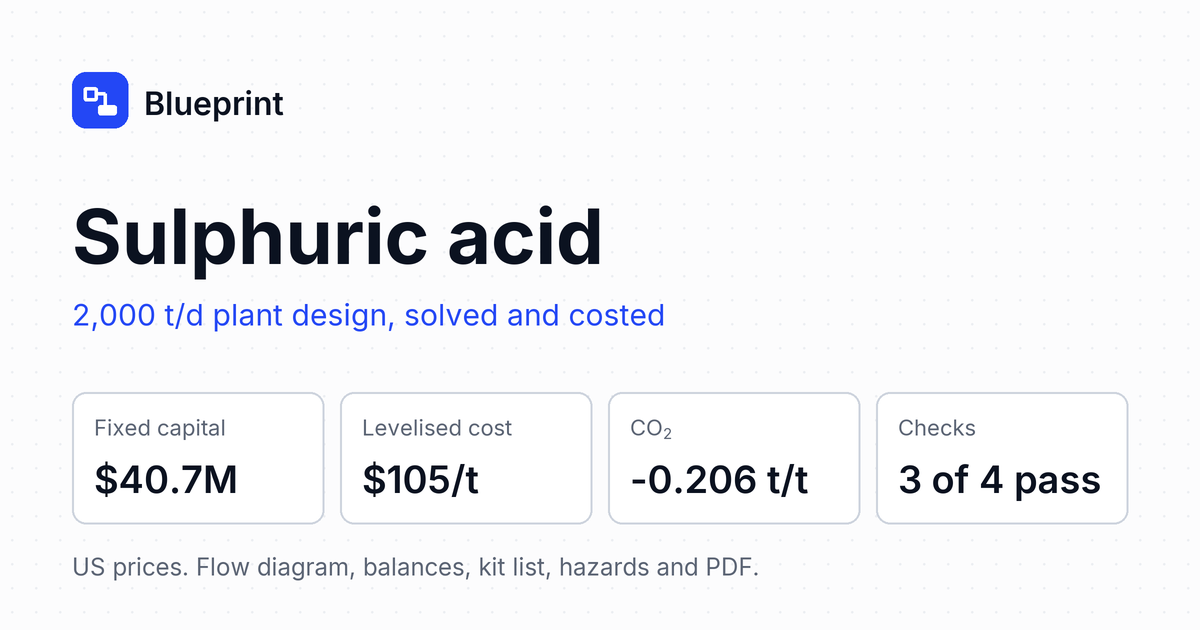 Blueprint
Sulphuric acid
2,000 t/d plant design, solved and costed
Fixed capital
$40.7M
Levelised cost
$105/t
CO₂
-0.206 t/t
Checks
3 of 4 pass
US prices. Flow diagram, balances, kit list, hazards and PDF.